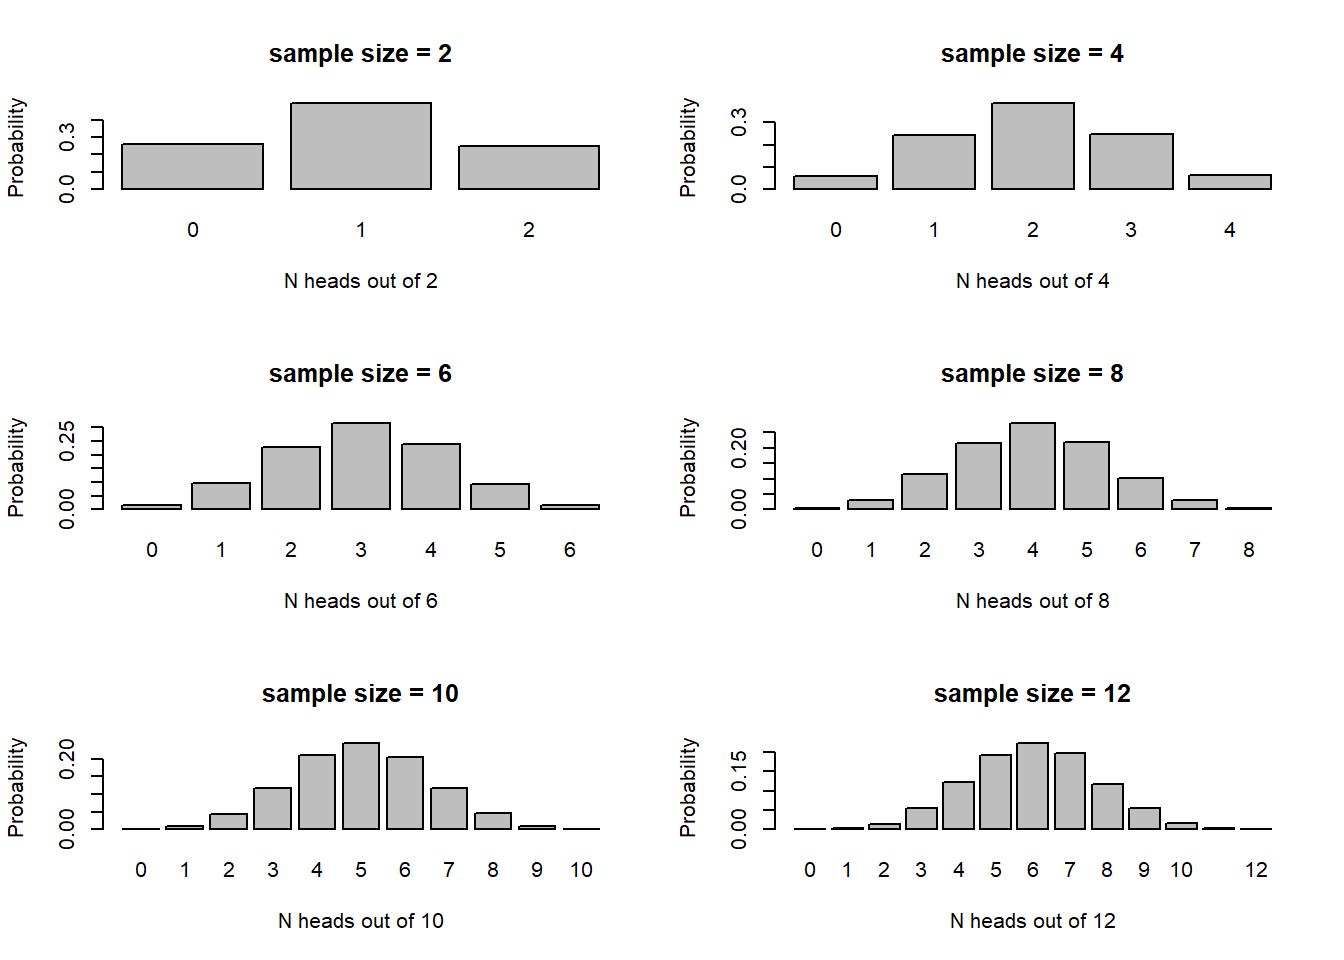 sample size = 2
Probability
0.3
0.0
0 1 2
N heads out of 2
sample size = 4
Probability
0.3
0.0
0 1 2 3 4
N heads out of 4
sample size = 6
Probability
0.25
0.00
0 1 2 3 4 5 6
N heads out of 6
sample size = 8
Probability
0.20
0.00
0 1 2 3 4 5 6 7 8
N heads out of 8
sample size = 10
Probability
0.20
0.00
0 1 2 3 4 5 6 7 8 9 10
N heads out of 10
sample size = 12
Probability
0.15
0.00
0 1 2 3 4 5 6 7 8 9 10 12
N heads out of 12